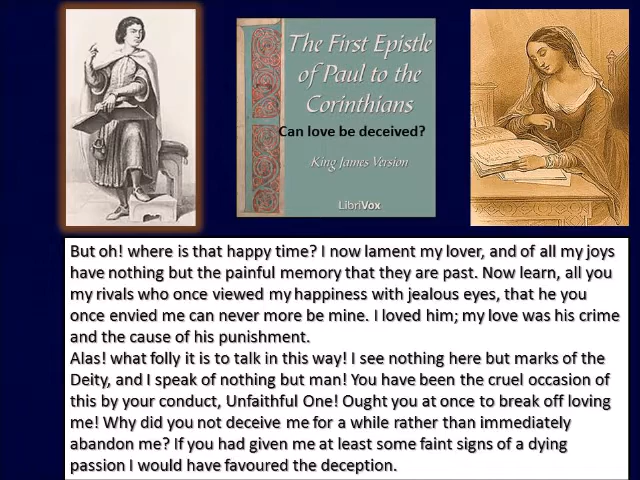 The First Epistle
of Paul to the
Corinthians
Can love be deceived?
King James Version
LibriVox
But oh! where is that happy time? I now lament my lover, and of all my joys
have nothing but the painful memory that they are past. Now learn, all you
my rivals who once viewed my happiness with jealous eyes, that he you
once envied me can never more be mine. I loved him; my love was his crime
and the cause of his punishment.
Alas! what folly it is to talk in this way! I see nothing here but marks of the
Deity, and I speak of nothing but man! You have been the cruel occasion of
this by your conduct, Unfaithful One! Ought you at once to break off loving
me! Why did you not deceive me for a while rather than immediately
abandon me? If you had given me at least some faint signs of a dying
passion I would have favoured the deception.